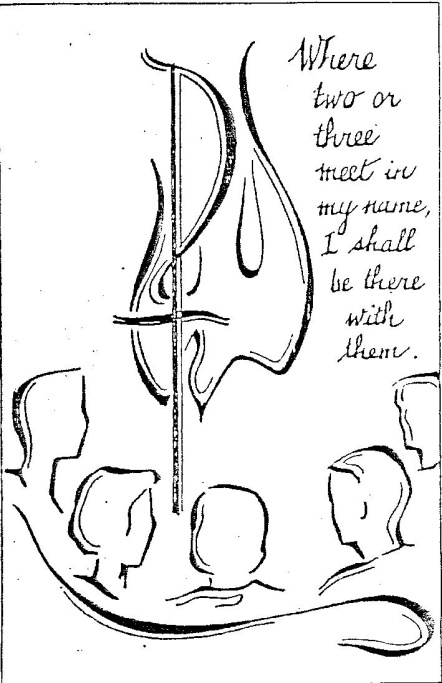 Where
two or
three
meet in
my name,
I shall
be there
with
them.